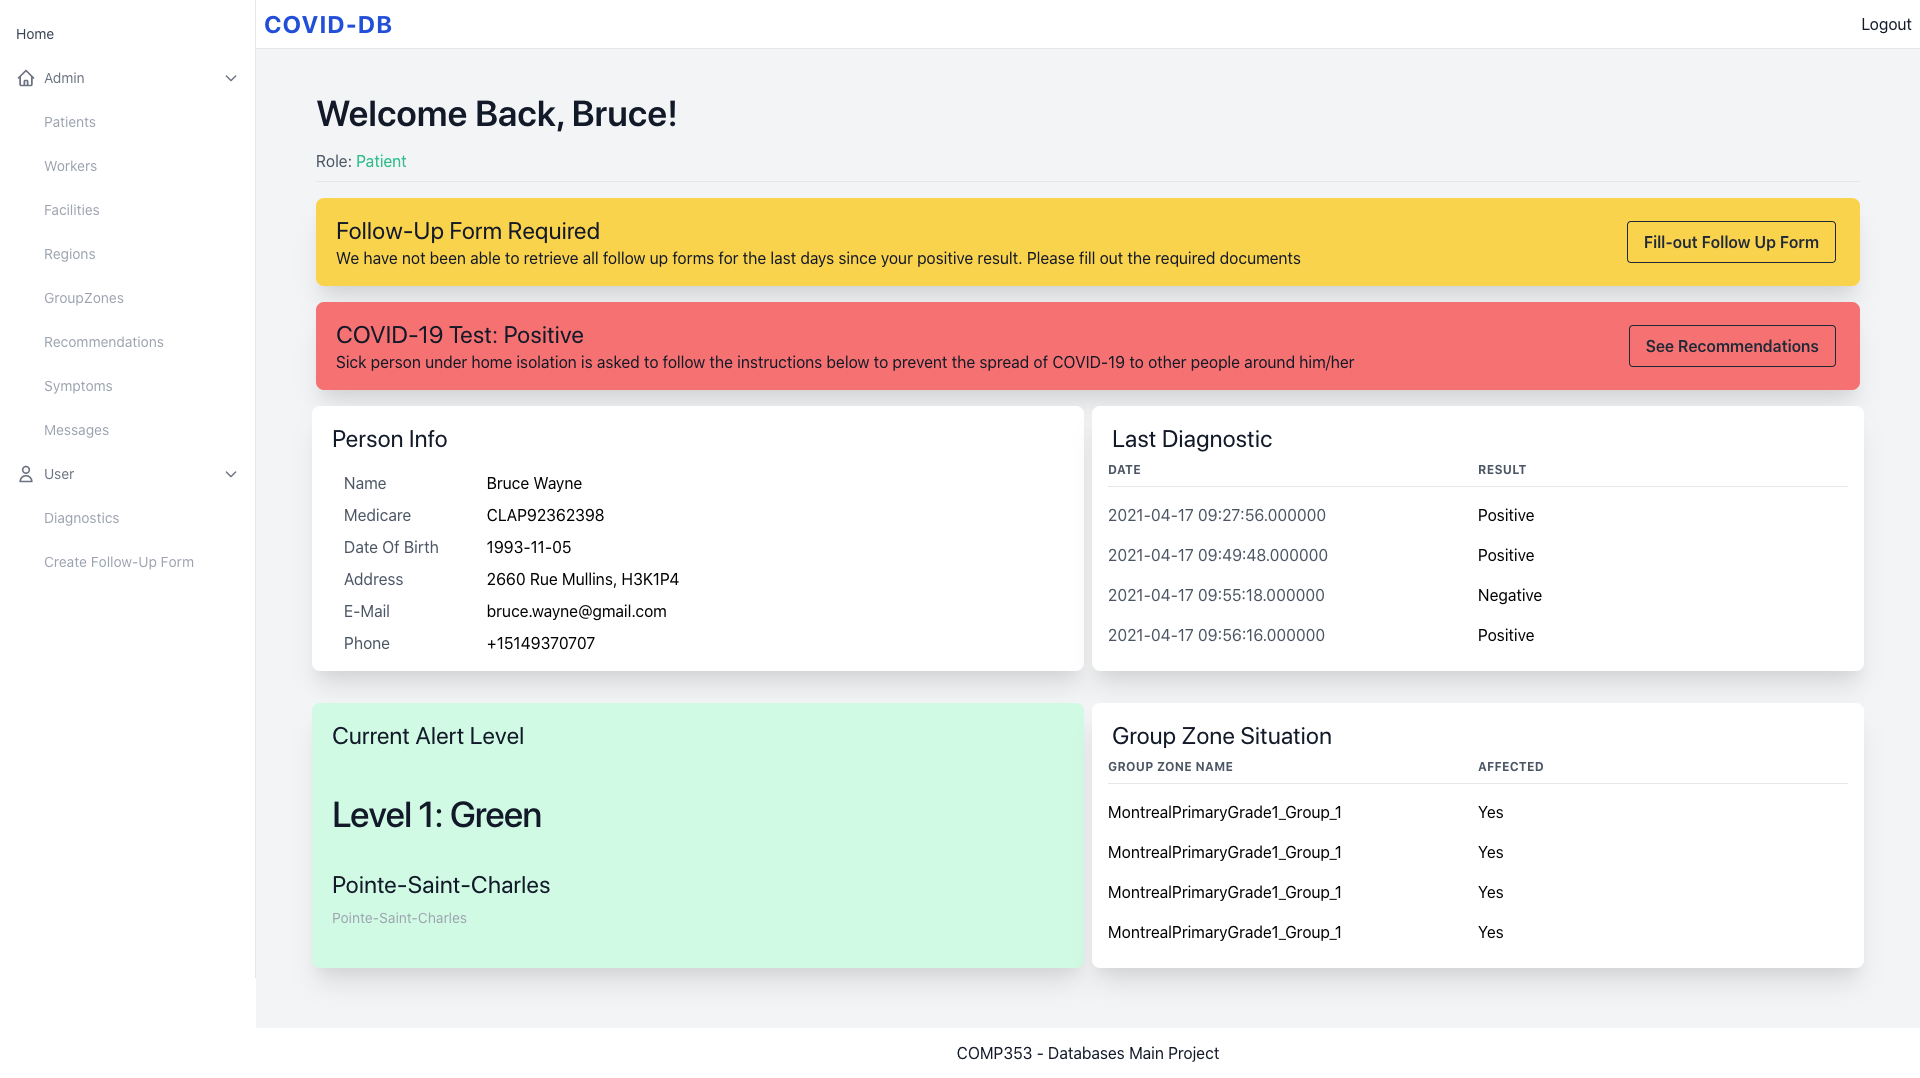 Home
Admin
Patients
Workers
Facilities
Regions
GroupZones
Recommendations
Symptoms
Messages
User
Diagnostics
Create Follow-Up Form
COVID-DB
Logout
Welcome Back, Bruce!
Role: Patient
Follow-Up Form Required
We have not been able to retrieve all follow up forms for the last days since your positive result. Please fill out the required documents
Fill-out Follow Up Form
COVID-19 Test: Positive
Sick person under home isolation is asked to follow the instructions below to prevent the spread of COVID-19 to other people around him/her
See Recommendations
Person Info
Name Bruce Wayne
Medicare CLAP92362398
Date Of Birth 1993-11-05
Address 2660 Rue Mullins, H3K1P4
E-Mail bruce.wayne@gmail.com
Phone +15149370707
Last Diagnostic
DATE RESULT
2021-04-17 09:27:56.000000 Positive
2021-04-17 09:49:48.000000 Positive
2021-04-17 09:55:18.000000 Negative
2021-04-17 09:56:16.000000 Positive
Current Alert Level
Level 1: Green
Pointe-Saint-Charles
Pointe-Saint-Charles
Group Zone Situation
GROUP ZONE NAME AFFECTED
MontrealPrimaryGrade1_Group_1 Yes
MontrealPrimaryGrade1_Group_1 Yes
MontrealPrimaryGrade1_Group_1 Yes
MontrealPrimaryGrade1_Group_1 Yes
COMP353 - Databases Main Project